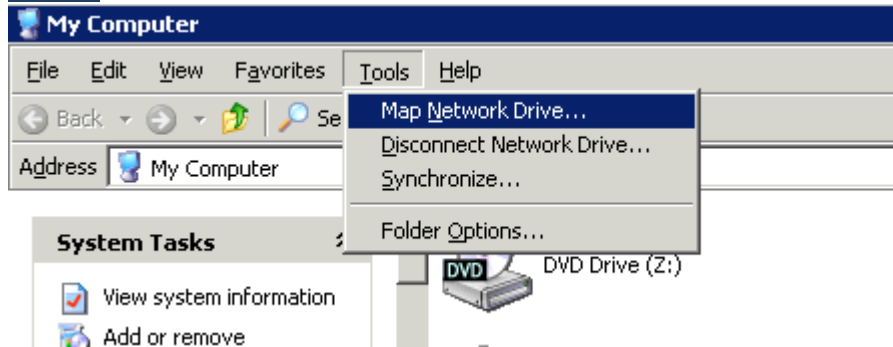 My Computer
File Edit View Favorites Tools Help
Back Se
Map Network Drive...
Disconnect Network Drive...
Address My Computer
Synchronize...
Folder Options...
System Tasks
DVD
DVD Drive (Z:)
View system information
Add or remove